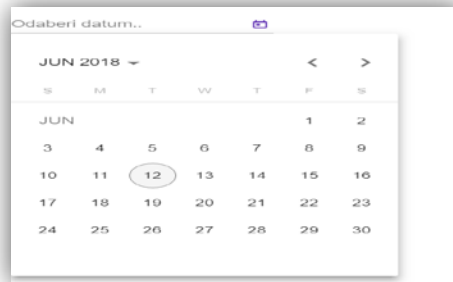 Odaberi datum..
JUN 2018
S M T W T F S
JUN 1 2
3 4 5 6 7 8 9
10 11 12 13 14 15 16
17 18 19 20 21 22 23
24 25 26 27 28 29 30